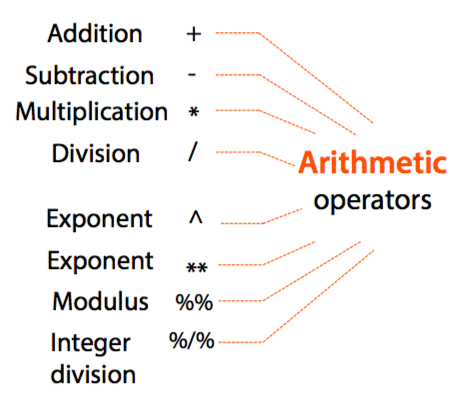 Addition +
Subtraction -
Multiplication *
Division /
Arithmetic
operators
Exponent ^
Exponent **
Modulus %%
Integer %/%
division